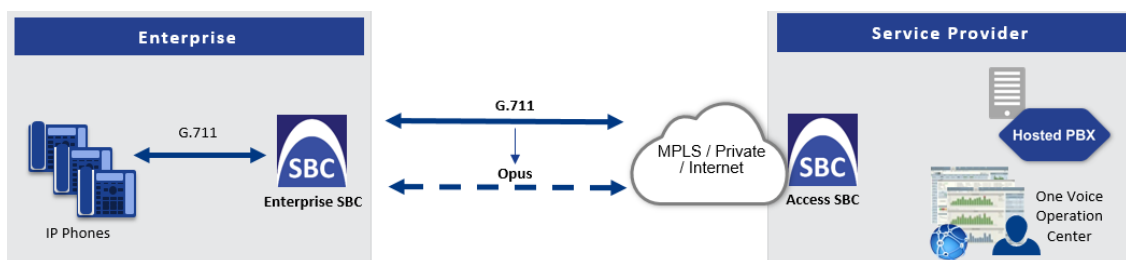 Enterprise
Service Provider
G.711
G.711
Opus
SBC
Enterprise SBC
IP Phones
MPLS / Private
/ Internet
SBC
Access SBC
Hosted PBX
One Voice
Operation
Center